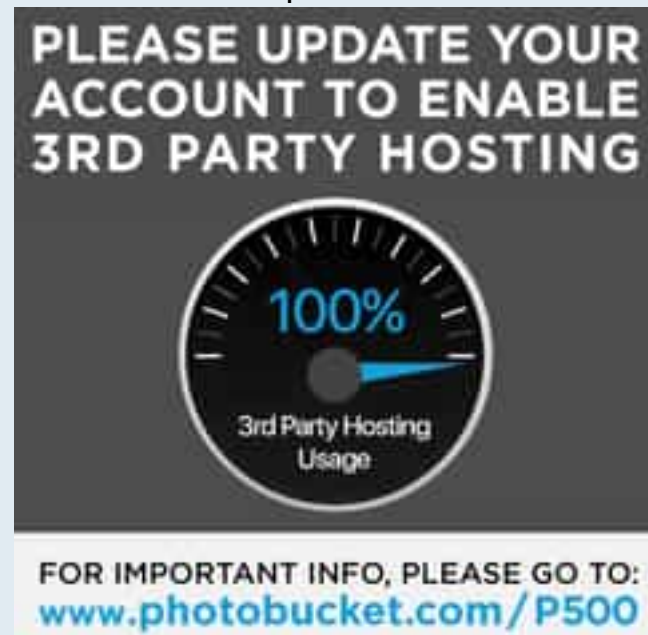 PLEASE UPDATE YOUR
ACCOUNT TO ENABLE
3RD PARTY HOSTING
100%
3rd Party Hosting
Usage
FOR IMPORTANT INFO, PLEASE GO TO:
www.photobucket.com/P500